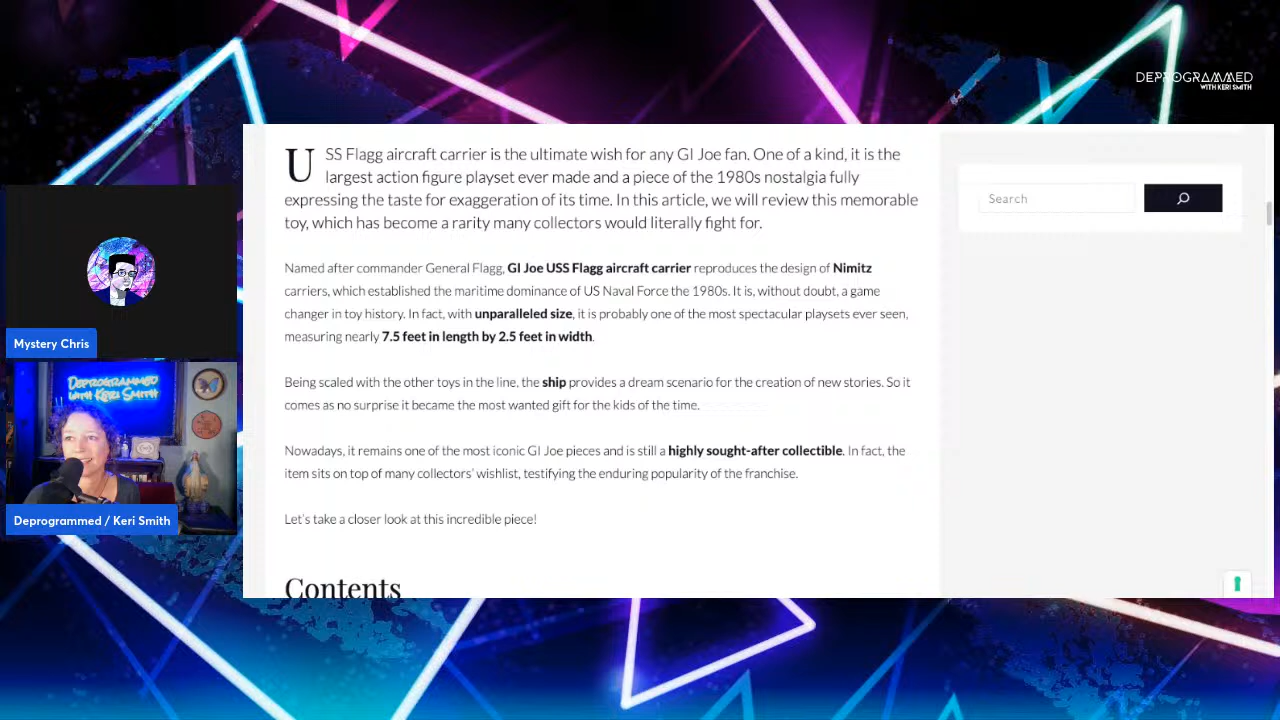 DEPROGRAMMED
WITH KERI SMITH
USS Flagg aircraft carrier is the ultimate wish for any GI Joe fan. One of a kind, it is the
largest action figure playset ever made and a piece of the 1980s nostalgia fully
expressing the taste for exaggeration of its time. In this article, we will review this memorable
toy, which has become a rarity many collectors would literally fight for.
Search
Named after commander General Flagg, GI Joe USS Flagg aircraft carrier reproduces the design of Nimitz
carriers, which established the maritime dominance of US Naval Force the 1980s. It is, without doubt, a game
changer in toy history. In fact, with unparalleled size, it is probably one of the most spectacular playsets ever seen,
measuring nearly 7.5 feet in length by 2.5 feet in width.
Being scaled with the other toys in the line, the ship provides a dream scenario for the creation of new stories. So it
comes as no surprise it became the most wanted gift for the kids of the time.
Nowadays, it remains one of the most iconic GI Joe pieces and is still a highly sought-after collectible. In fact, the
item sits on top of many collectors' wishlist, testifying the enduring popularity of the franchise.
Let's take a closer look at this incredible piece!
Contents
Mystery Chris
DEPROGRAMMED
WITH KERI SMITH
Deprogrammed / Keri Smith